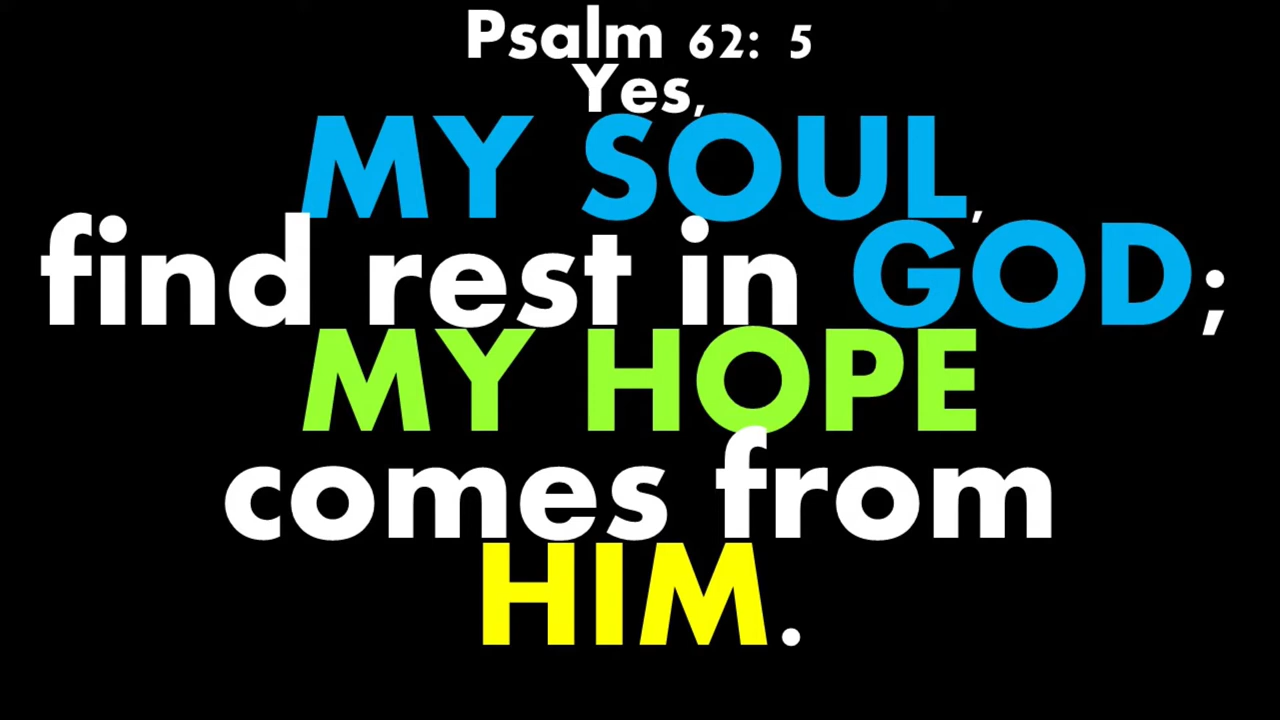 Psalm 62: 5
Yes,
MY SOUL,
find rest in GOD;
MY HOPE
comes from
HIM.